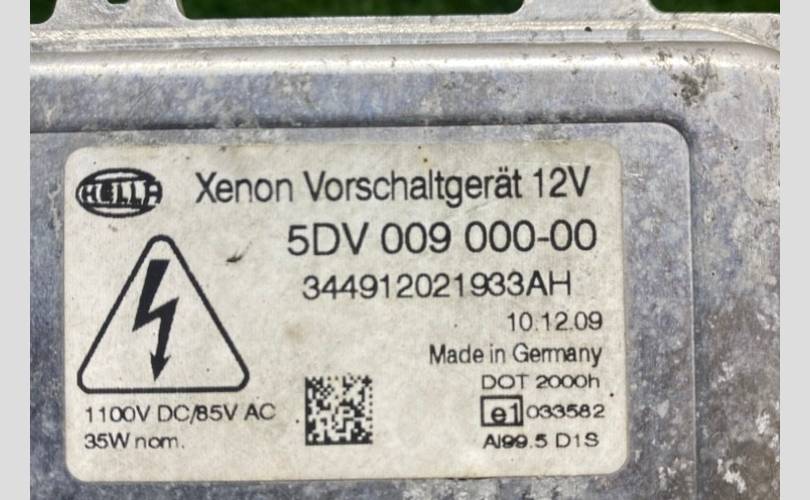 HELLA
Xenon Vorschaltgerät 12V
5DV 009 000-00
344912021933AH
10.12.09
Made in Germany
DOT 2000h
e1 033582
Al99.5 D1S
1100V DC/85V AC
35W nom.